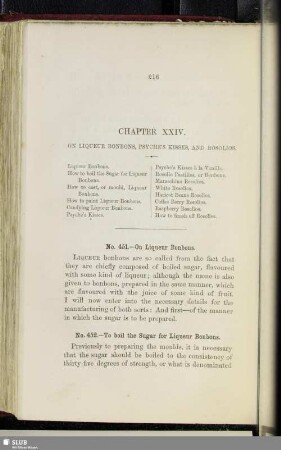 216
CHAPTER XXIV.
ON LIQUEUR BONBONS, PSYCHE'S KISSES, AND ROSOLIOS.
Liqueur Bonbons.
How to boil the Sugar for Liqueur
Bonbons.
How to cast, or mould, Liqueur
Bonbons.
How to paint Liqueur Bonbons.
Candying Liqueur Bonbons.
Psyche's Kisses.
Psyche's Kisses à la Vanille.
Rosolio Pastilles, or Bonbons.
Maraschino Rosolios.
White Rosolios.
Rosolios.
Coffee Berry Rosolios.
Raspberry Rosolios.
How to finish off Rosolios.
No. 451.—On Liqueur Bonbons.
LIQUEUR bonbons are so called from the fact that
they are chiefly composed of boiled sugar, flavoured
with some kind of liqueur; although the name is also
given to bonbons, prepared in the same manner, which
are flavoured with the juice of some kind of fruit.
I will now enter into the necessary details for the
manufacturing of both sorts: And first—of the manner
in which the sugar is to be prepared.
No. 452.—To boil the Sugar for Liqueur Bonbons.
Previously to preparing the moulds, it is necessary
that the sugar should be boiled to the consistency of
thirty five degrees of strength, or what is denominated
SLUB